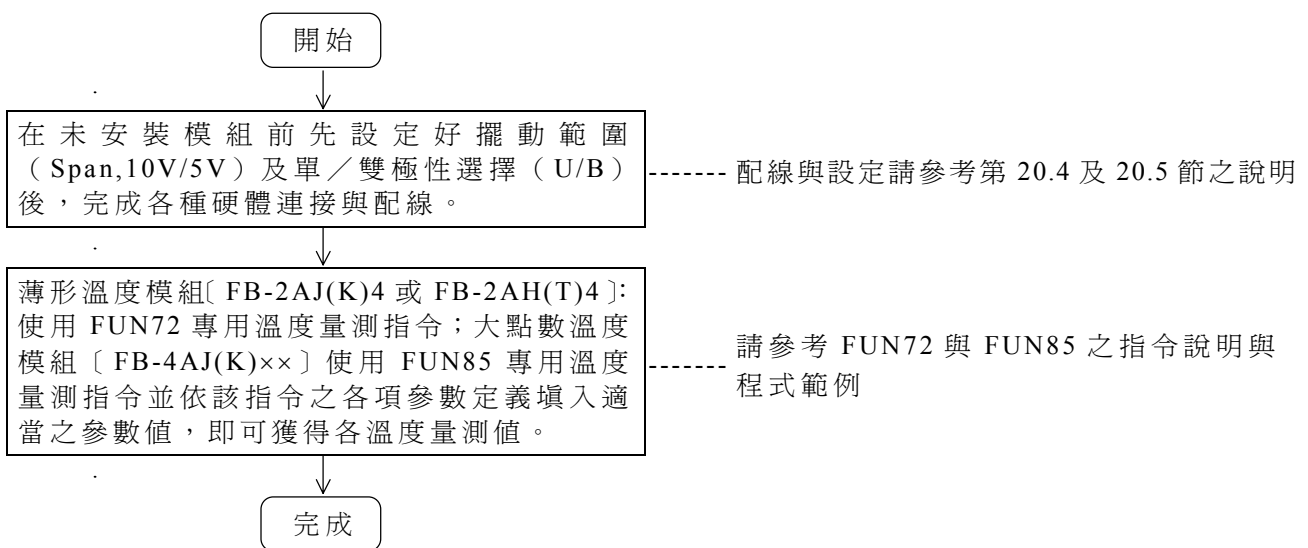 開始
在未安裝模組前先設定好擺動範圍
（Span,10V/5V）及單／雙極性選擇（U/B）
後，完成各種硬體連接與配線。
配線與設定請參考第 20.4 及 20.5 節之說明
薄形溫度模組〔FB-2AJ(K)4 或 FB-2AH(T)4〕：
使用 FUN72 專用溫度量測指令；大點數溫度
模組〔FB-4AJ(K)××〕使用 FUN85 專用溫度
量測指令並依該指令之各項參數定義填入適
當之參數值，即可獲得各溫度量測值。
請參考 FUN72 與 FUN85 之指令說明與
程式範例
完成